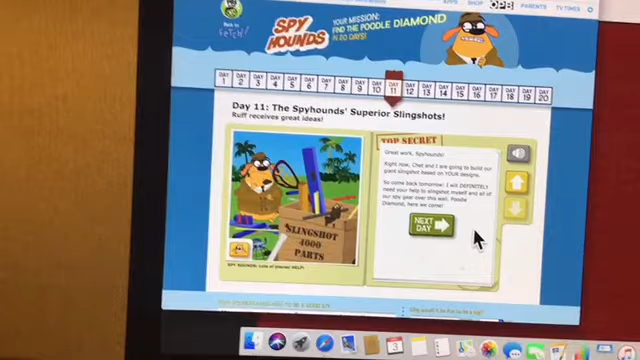 APPS
SHOP
OPB
PARENTS
TV TIMES
Back to
FETCH!
SPY
HOUNDS
YOUR MISSION:
FIND THE POODLE DIAMOND
IN 20 DAYS!
DAY 1 DAY 2 DAY 3 DAY 4 DAY 5 DAY 6 DAY 7 DAY 8 DAY 9 DAY 10 DAY 11 DAY 12 DAY 13 DAY 14 DAY 15 DAY 16 DAY 17 DAY 18 DAY 19 DAY 20
Day 11: The Spyhounds' Superior Slingshots!
Ruff receives great ideas!
TOP SECRET
Great work, Spyhounds!
Right now, Chet and I are going to build our
giant slingshot based on YOUR designs.
So come back tomorrow: I will DEFINITELY
need your help to slingshot myself and all of
our spy gear over this wall. Poodle
Diamond, here we come!
NEXT
DAY
SLINGSHOT
4000
PARTS
3